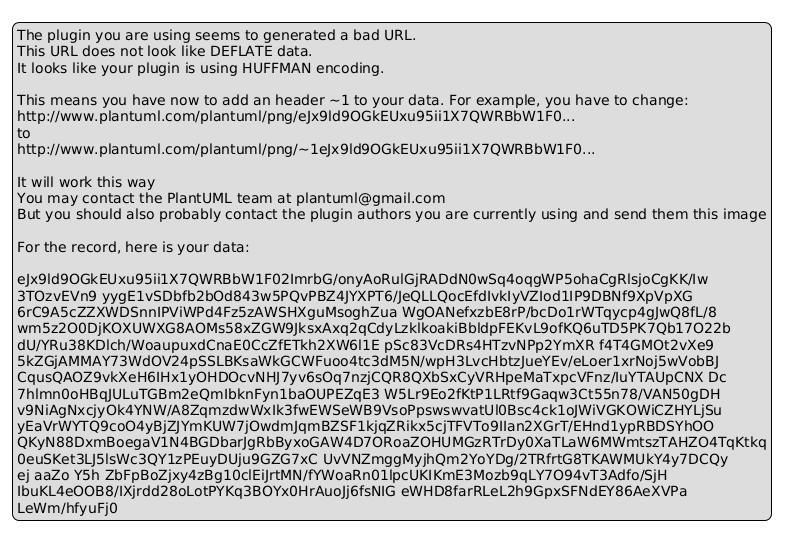 The plugin you are using seems to generated a bad URL.
This URL does not look like DEFLATE data.
It looks like your plugin is using HUFFMAN encoding.
This means you have now to add an header ~1 to your data. For example, you have to change:
http://www.plantuml.com/plantuml/png/eJx9ld9OGkEUxu95ii1X7QWRBbW1F0...
to
http://www.plantuml.com/plantuml/png/~1eJx9ld9OGkEUxu95ii1X7QWRBbW1F0...
It will work this way
You may contact the PlantUML team at plantuml@gmail.com
But you should also probably contact the plugin authors you are currently using and send them this image
For the record, here is your data:
eJx9ld9OGkEUxu95ii1X7QWRBbW1F02ImrbG/onyAoRulGjRADdN0wSq4oqgWP5ohaCgRlsjoCgKK/Iw
3TOzvEVn9 yygE1vSDbfb2bOd843w5PQvPBZ4JYXPT6/JeQLLQocEfdIvkIyVZIod1IP9DBNf9XpVpXG
6rC9A5cZZXWDSnnIPViWPd4Fz5zAWSHXguMsoghZua WgOANefxzbE8rP/bcDo1rWTqycp4gJwQ8fL/8
wm5z2O0DjKOXUWXG8AOMs58xZGW9JksxAxq2qCdyLzklkoakiBbldpFEKvL9ofKQ6uTD5PK7Qb17O22b
dU/YRu38KDlch/WoaupuxdCnaE0CcZfETkh2XW6l1E pSc83VcDRs4HTzvNPp2YmXR f4T4GMOt2vXe9
5kZGjAMMAY73WdOV24pSSLBKsaWkGCWFuoo4tc3dM5N/wpH3LvcHbtzJueYEv/eLoer1xrNoj5wVobBJ
CqusQAOZ9vkXeH6IHx1yOHDOcvNHJ7yv6sOq7nzjCQR8QXbSxCyVRHpeMaTxpcVFnz/IuYTAUpCNX Dc
7hlmn0oHBqJULuTGBm2eQmIbknFyn1baOUPEZqE3 W5Lr9Eo2fKtP1LRtf9Gaqw3Ct55n78/VAN50gDH
v9NiAgNxcjyOk4YNW/A8ZqmzdwWxIk3fwEWSeWB9VsoPpswswvatUl0Bsc4ck1oJWiVGKOWiCZHYLjSu
yEaVrWYTQ9coO4yBjZJYmKUW7jOwdmJqmBZSF1kjqZRikx5cjTFVTo9IIan2XGrT/EHnd1ypRBDSYhOO
QKyN88DxmBoegaV1N4BGDbarJgRbByxoGAW4D7ORoaZOHUMGzRTrDy0XaTLaW6MWmtszTAHZO4TqKtkq
0euSKet3LJ5lsWc3QY1zPEuyDUju9GZG7xC UvVNZmggMyjhQm2YoYDg/2TRfrtG8TKAWMUkY4y7DCQy
ej aaZo Y5h ZbFpBoZjxy4zBg10clEiJrtMN/fYWoaRn01lpcUKIKmE3Mozb9qLY7O94vT3Adfo/SjH
IbuKL4eOOB8/IXjrdd28oLotPYKq3BOYx0HrAuoJj6fsNIG eWHD8farRLeL2h9GpxSFNdEY86AeXVPa
LeWm/hfyuFj0